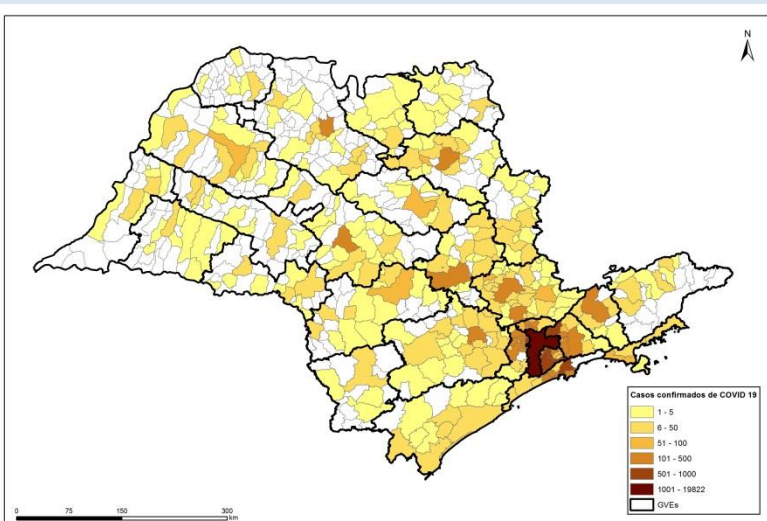 N
Casos confirmados de COVID 19
1 - 5
6 - 50
51 - 100
101 - 500
501 - 1000
1001 - 19822
GVEs
0 75 150 300
km